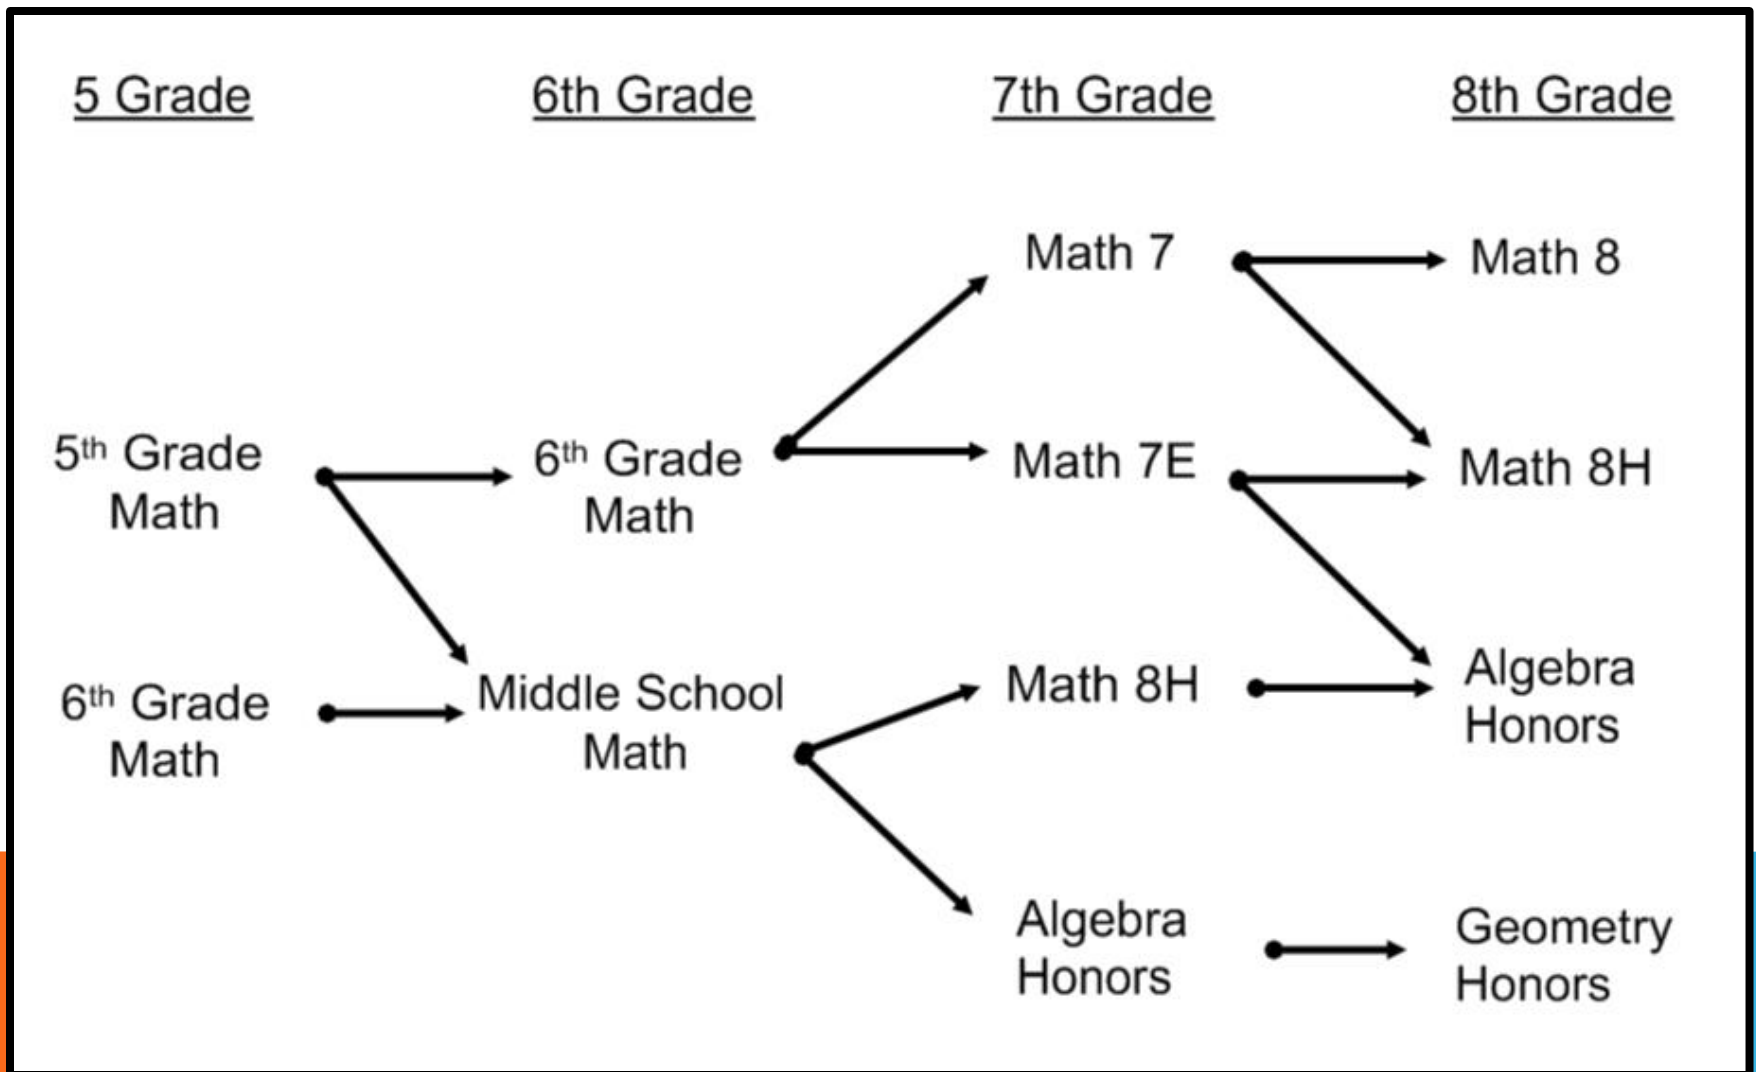 5 Grade
6th Grade
7th Grade
8th Grade
Math 7
Math 8
5th Grade
Math
6th Grade
Math
Math 7E
Math 8H
6th Grade
Math
Middle School
Math
Math 8H
Algebra
Honors
Algebra
Honors
Geometry
Honors